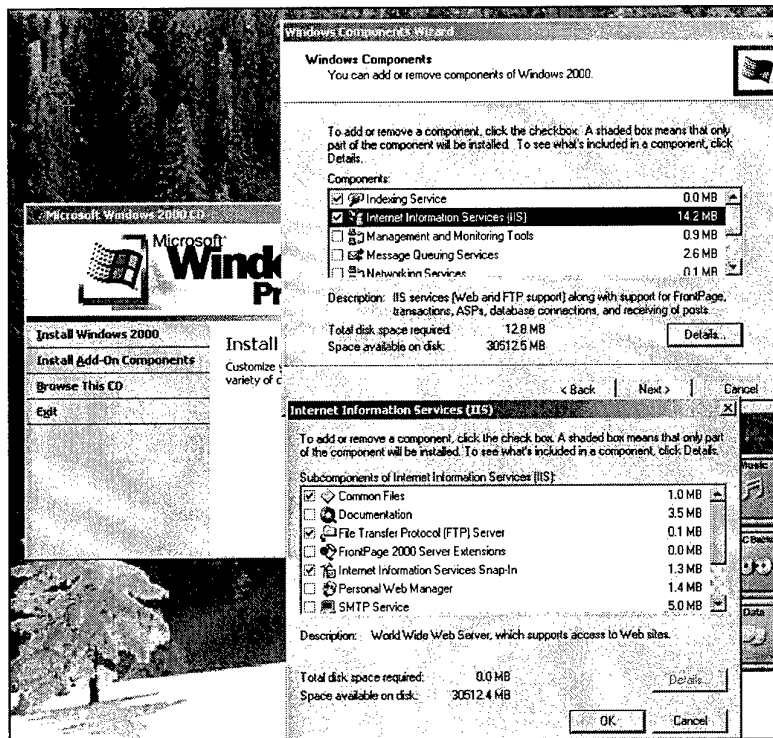 Windows Components Wizard
Windows Components
You can add or remove components of Windows 2000.
To add or remove a component, click the checkbox. A shaded box means that only
part of the component will be installed. To see what's included in a component, click
Details.
Components:
Indexing Service 0.0 MB
Internet Information Services (IIS) 14.2 MB
Management and Monitoring Tools 0.9 MB
Message Queuing Services 2.6 MB
Networking Services 0.1 MB
Description: IIS services (Web and FTP support) along with support for FrontPage,
transactions, ASPs, database connections, and receiving of posts.
Total disk space required: 12.8 MB
Space available on disk: 30512.5 MB
Details...
< Back Next > Cancel
Microsoft Windows 2000 CD
Microsoft
Wind
Pr
Install Windows 2000
Install Add-On Components
Browse This CD
Exit
Install
Customize
variety of c
Internet Information Services (IIS)
To add or remove a component, click the check box. A shaded box means that only part
of the component will be installed. To see what's included in a component, click Details.
Subcomponents of Internet Information Services (IIS):
Common Files 1.0 MB
Documentation 3.5 MB
File Transfer Protocol (FTP) Server 0.1 MB
FrontPage 2000 Server Extensions 0.0 MB
Internet Information Services Snap-In 1.3 MB
Personal Web Manager 1.4 MB
SMTP Service 5.0 MB
Description: World Wide Web Server, which supports access to Web sites.
Total disk space required: 0.0 MB
Space available on disk: 30512.4 MB
Details...
OK Cancel
Music
C Back
Data